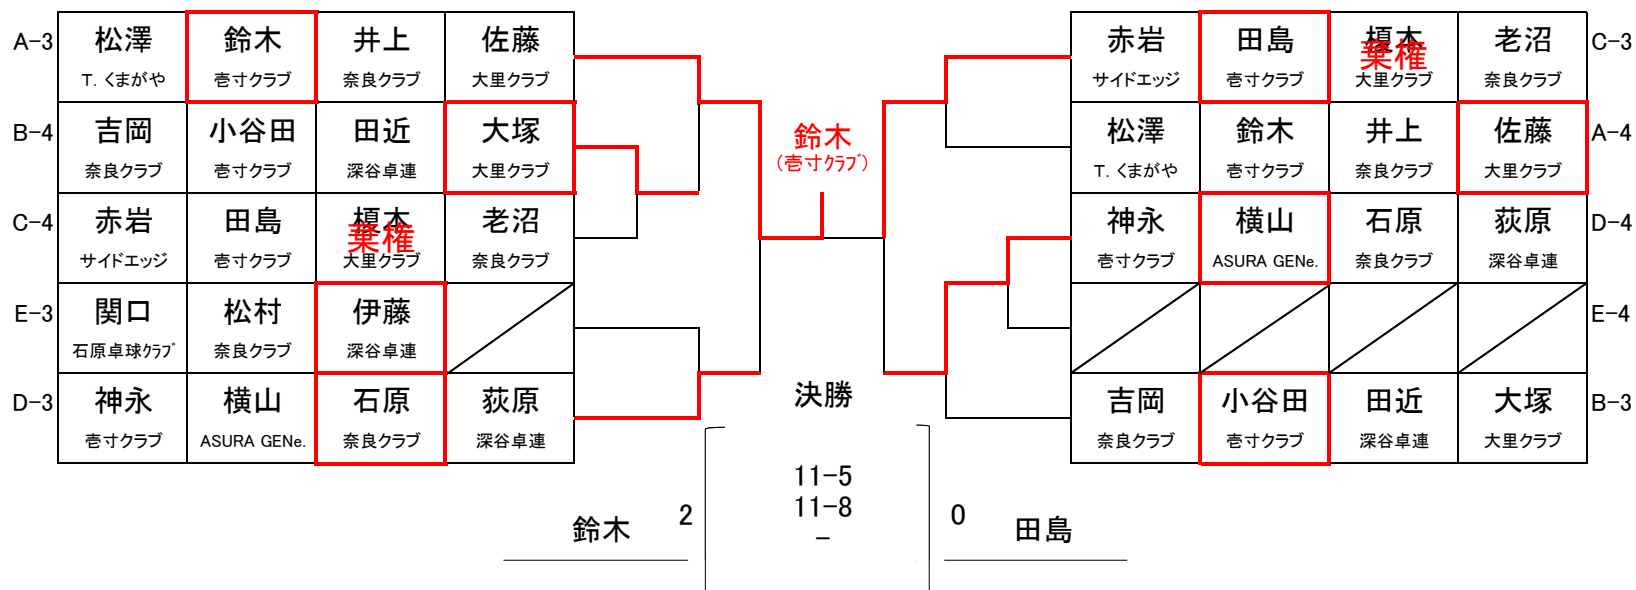 A-3 松澤 鈴木 井上 佐藤
T. くまがや 壱寸クラブ 奈良クラブ 大里クラブ
B-4 吉岡 小谷田 田近 大塚
奈良クラブ 壱寸クラブ 深谷卓連 大里クラブ
C-4 赤岩 田島 榎本 老沼
棄権
サイドエッジ 壱寸クラブ 大里クラブ 奈良クラブ
E-3 関口 松村 伊藤
石原卓球ｸﾗﾌﾞ 奈良クラブ 深谷卓連
D-3 神永 横山 石原 荻原
壱寸クラブ ASURA GENe. 奈良クラブ 深谷卓連
鈴木
(壱寸ｸﾗﾌﾞ)
赤岩 田島 榎本 老沼 C-3
棄権
サイドエッジ 壱寸クラブ 大里クラブ 奈良クラブ
松澤 鈴木 井上 佐藤 A-4
T. くまがや 壱寸クラブ 奈良クラブ 大里クラブ
神永 横山 石原 荻原 D-4
壱寸クラブ ASURA GENe. 奈良クラブ 深谷卓連
E-4
吉岡 小谷田 田近 大塚 B-3
奈良クラブ 壱寸クラブ 深谷卓連 大里クラブ
決勝
11-5
11-8
-
鈴木 2 0 田島